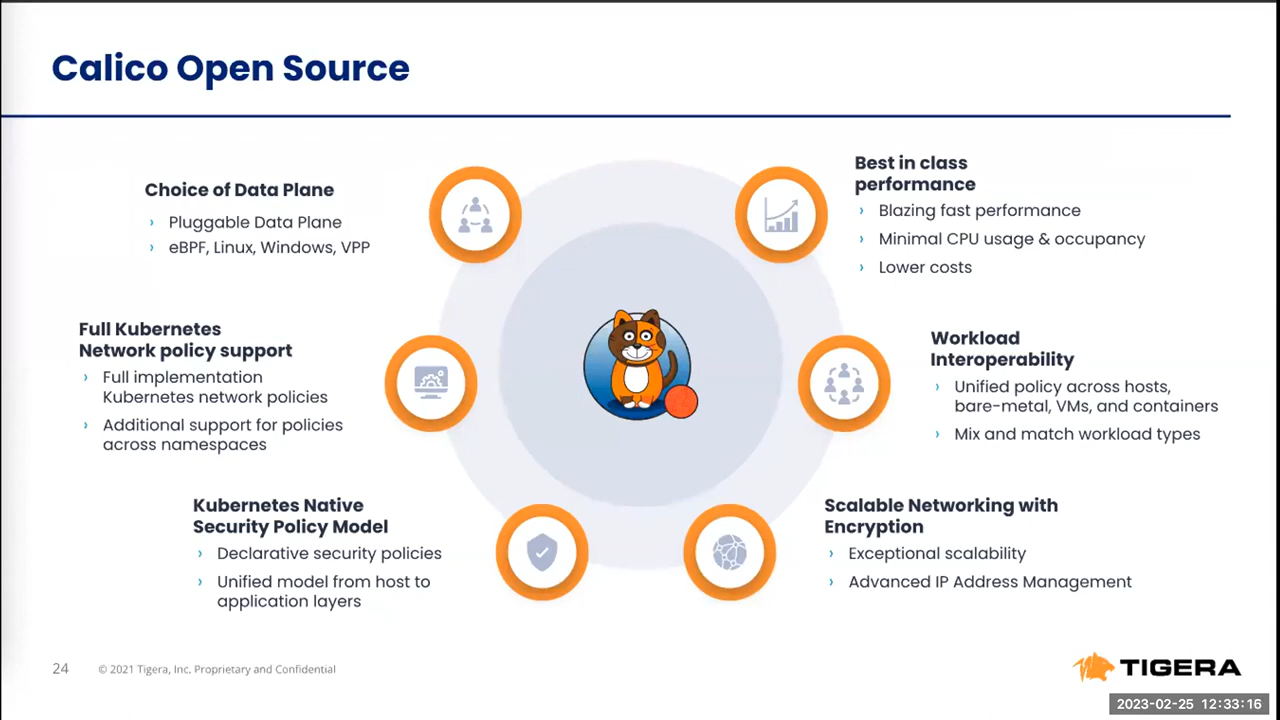 Calico Open Source
Choice of Data Plane
› Pluggable Data Plane
› eBPF, Linux, Windows, VPP
Best in class
performance
› Blazing fast performance
› Minimal CPU usage & occupancy
› Lower costs
Full Kubernetes
Network policy support
› Full implementation
Kubernetes network policies
› Additional support for policies
across namespaces
Workload
Interoperability
› Unified policy across hosts,
bare-metal, VMs, and containers
› Mix and match workload types
Kubernetes Native
Security Policy Model
› Declarative security policies
› Unified model from host to
application layers
Scalable Networking with
Encryption
› Exceptional scalability
› Advanced IP Address Management
24 © 2021 Tigera, Inc. Proprietary and Confidential
TIGERA
2023-02-25 12:33:16